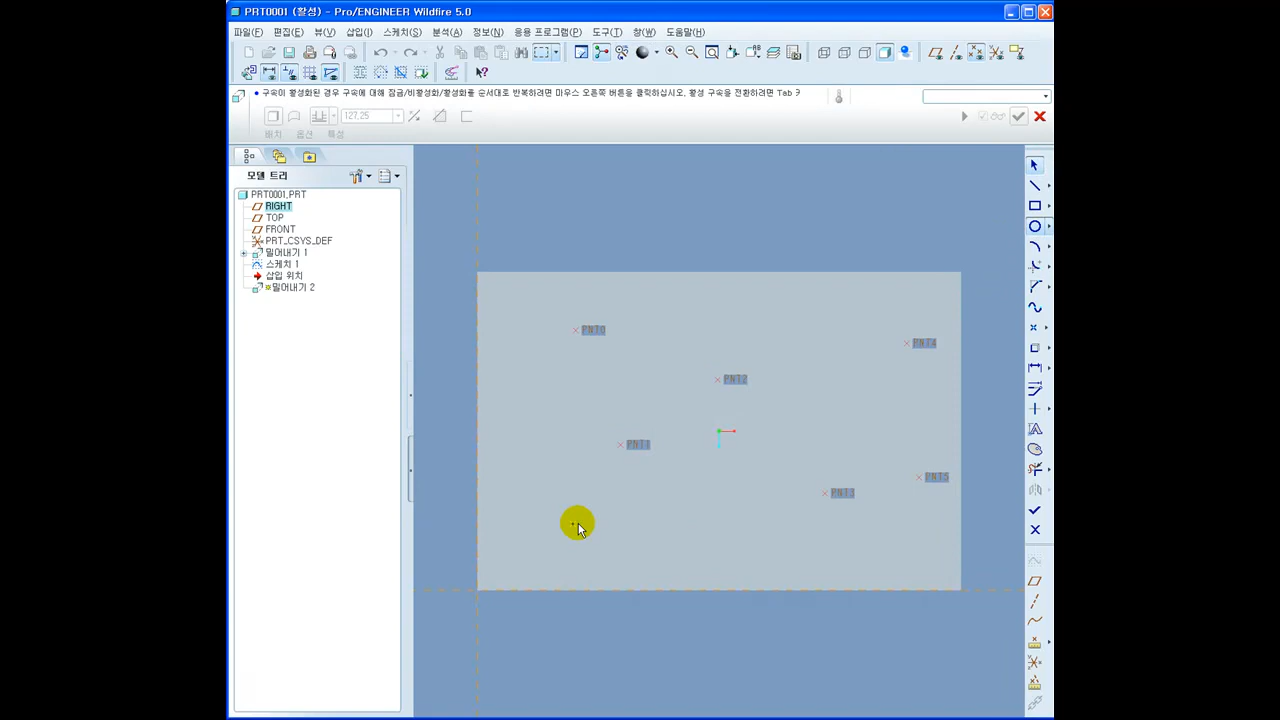 PRT0001 (활성) - Pro/ENGINEER Wildfire 5.0
파일(F) 편집(E) 뷰(V) 삽입(I) 스케치(S) 분석(A) 정보(N) 응용 프로그램(P) 도구(T) 창(W) 도움말(H)
• 구속이 활성화된 경우 구속에 대해 잠금/비활성화/활성화를 순서대로 반복하려면 마우스 오른쪽 버튼을 클릭하십시오. 활성 구속을 전환하려면 Tab ?
127,25
배치 옵션 특성
모델 트리
PRT0001.PRT
RIGHT
TOP
FRONT
PRT_CSYS_DEF
밀어내기 1
스케치 1
삽입 위치
밀어내기 2
PNT0
PNT4
PNT2
PNT1
PNT5
PNT3